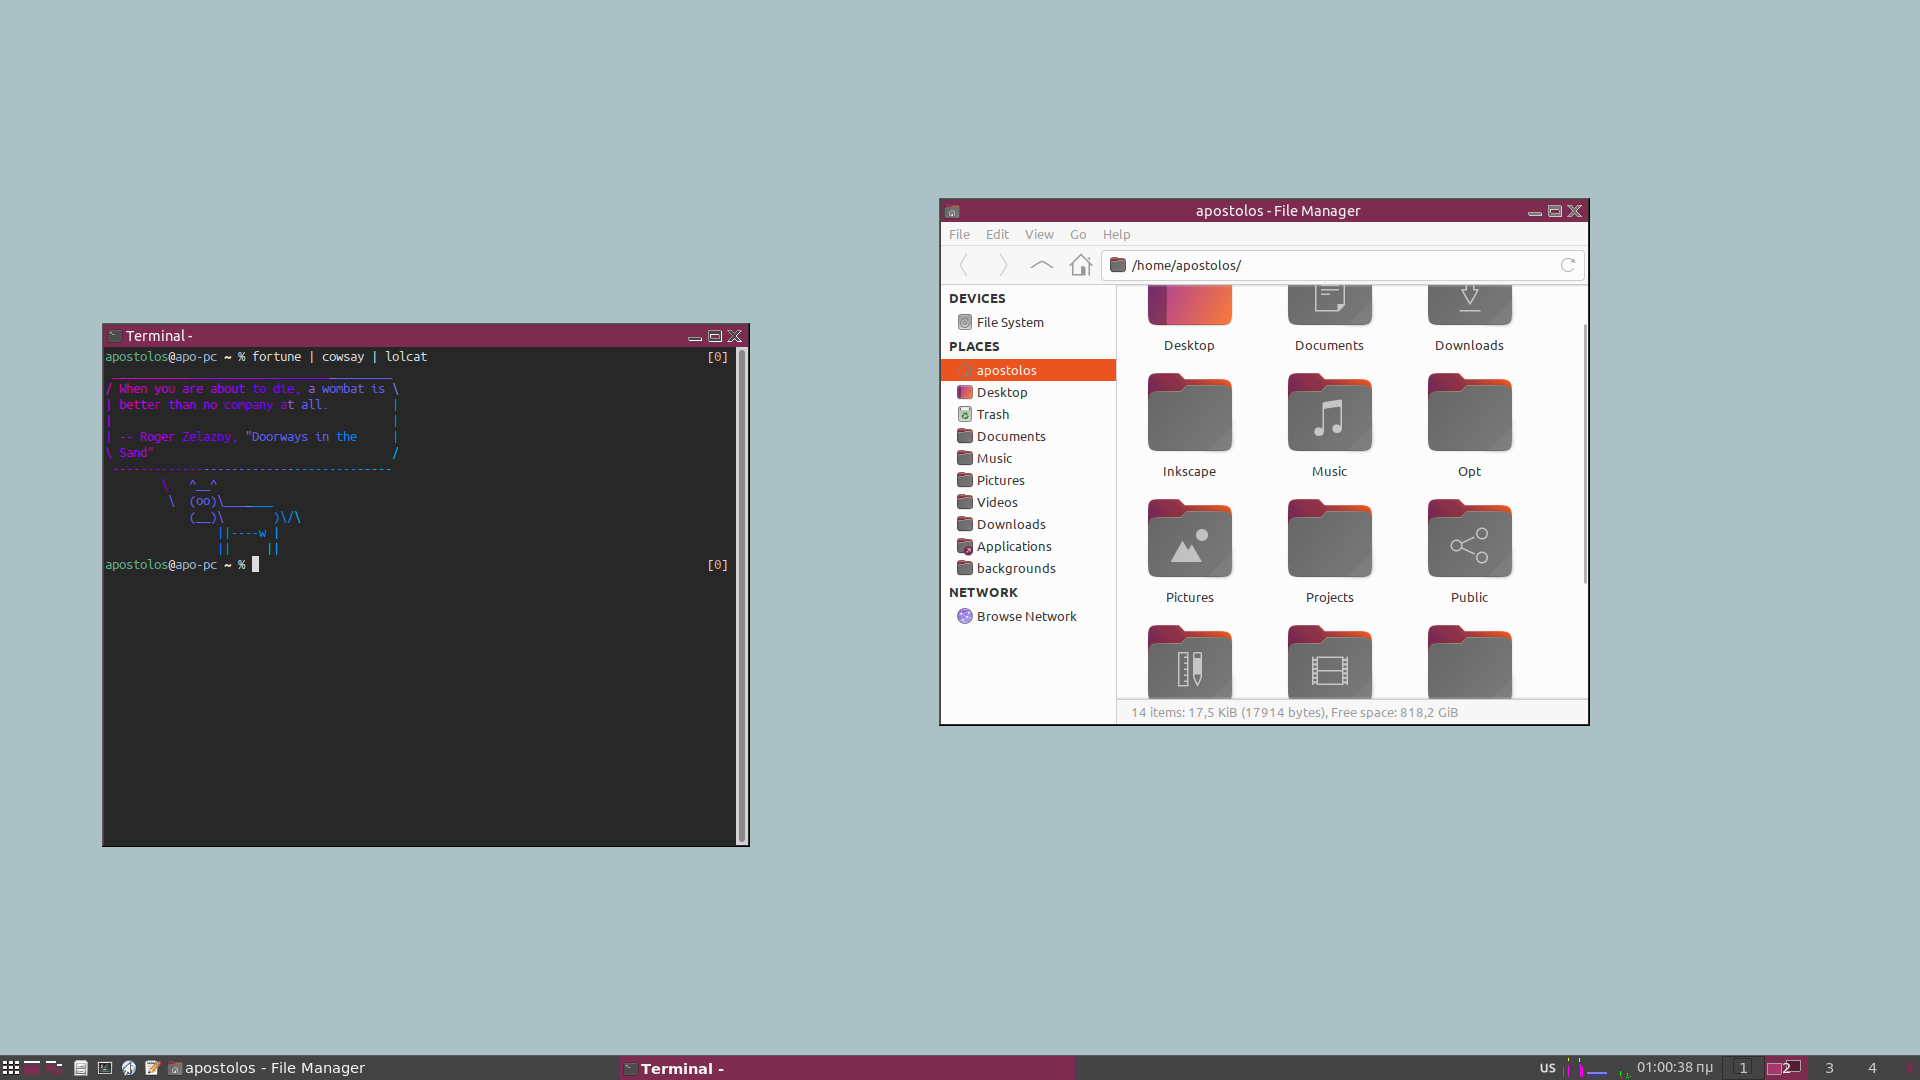 Terminal -
apostolos@apo-pc ~ % fortune | cowsay | lolcat [0]
 ________________________________________
/ When you are about to die, a wombat is \
| better than no company at all.         |
|                                        |
| -- Roger Zelazny, "Doorways in the     |
\ Sand"                                  /
 ----------------------------------------
        \   ^__^
         \  (oo)\_______
            (__)\       )\/\
                ||----w |
                ||     ||
apostolos@apo-pc ~ % [0]
apostolos - File Manager
File Edit View Go Help
/home/apostolos/
DEVICES
File System
PLACES
apostolos
Desktop
Trash
Documents
Music
Pictures
Videos
Downloads
Applications
backgrounds
NETWORK
Browse Network
Desktop Documents Downloads
Inkscape Music Opt
Pictures Projects Public
14 items: 17,5 KiB (17914 bytes), Free space: 818,2 GiB
apostolos - File Manager
Terminal -
US
01:00:38 πμ
1 2 3 4